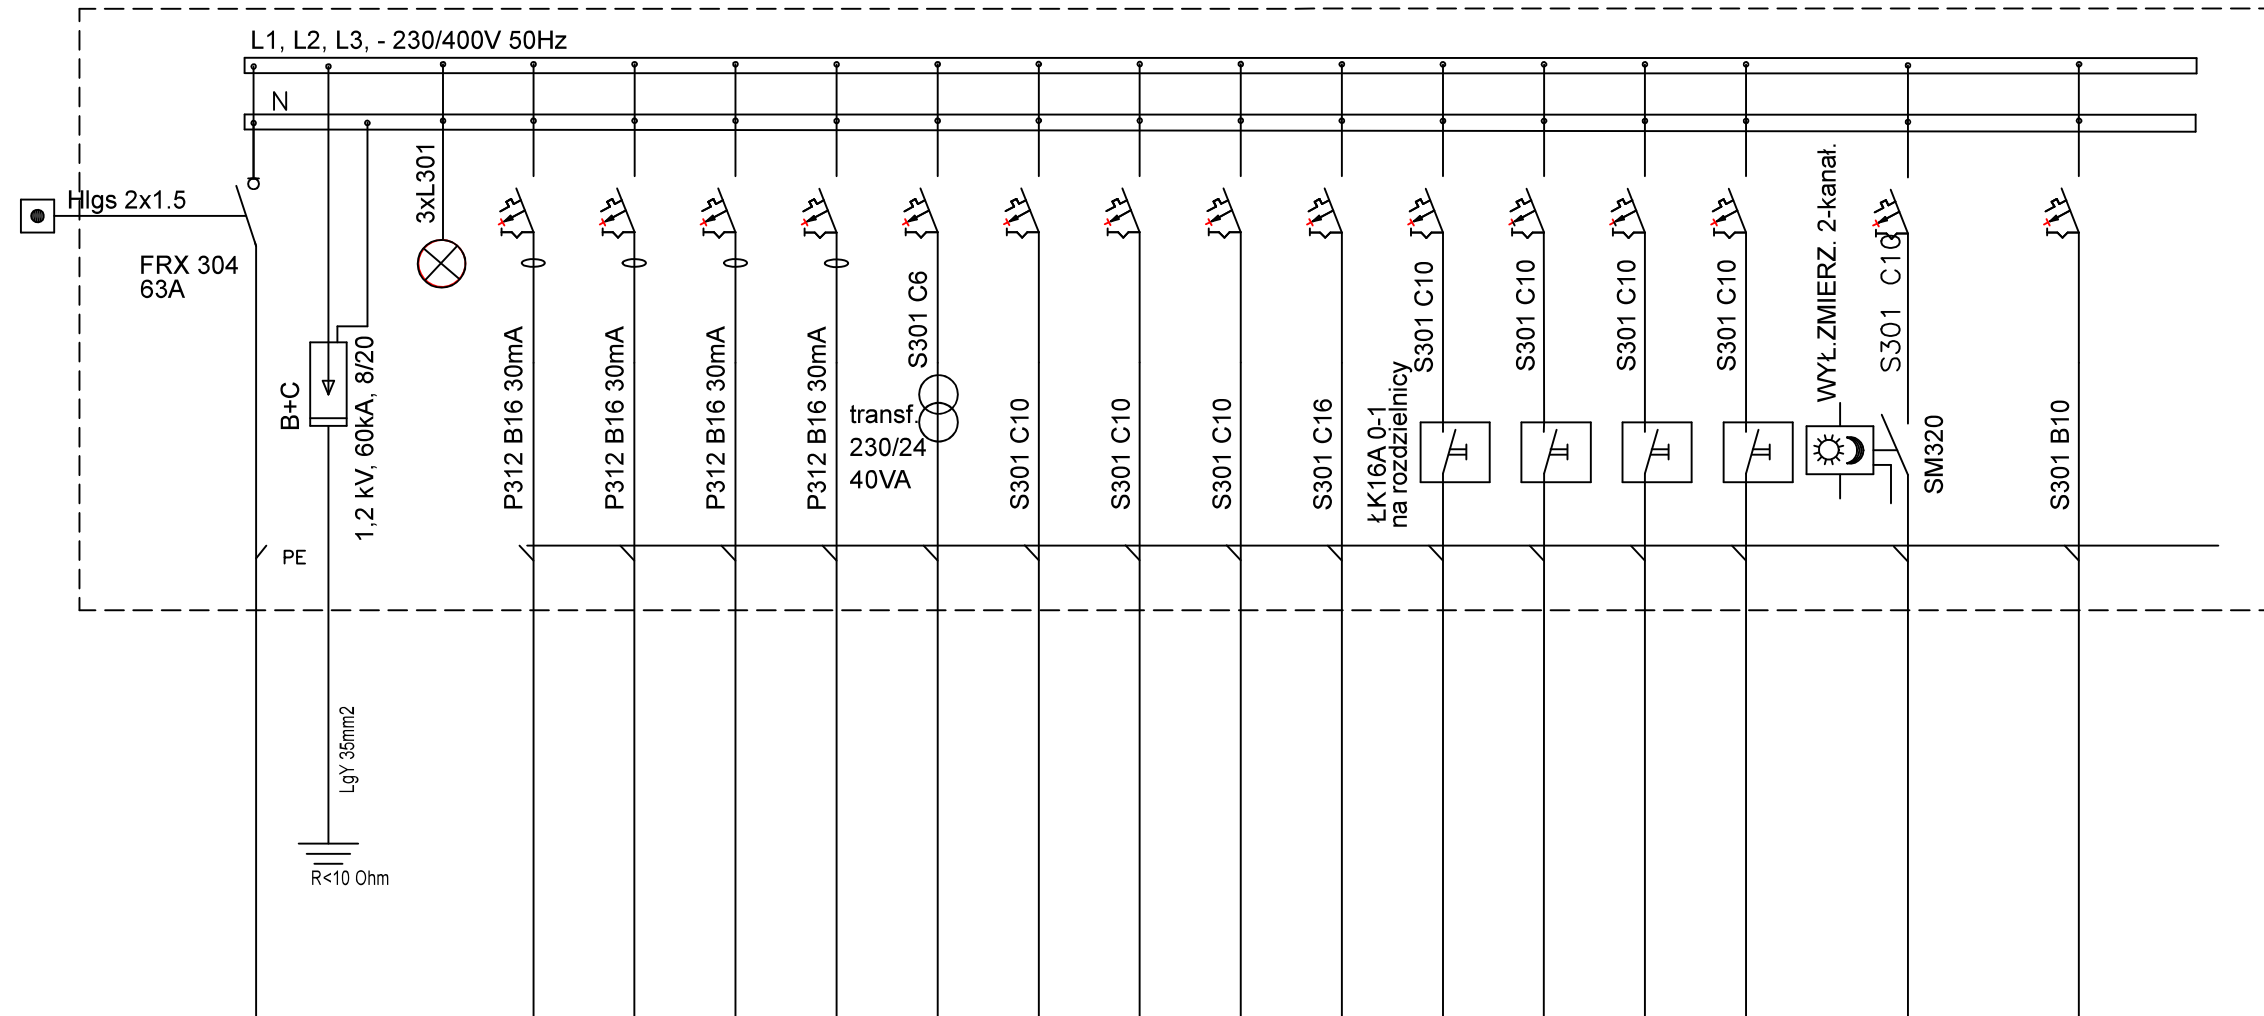 L1, L2, L3, - 230/400V 50Hz
N
Hlgs 2x1.5
FRX 304
63A
B+C
1,2 kV, 60kA, 8/20
3xL301
P312 B16 30mA
P312 B16 30mA
P312 B16 30mA
P312 B16 30mA
S301 C6
transf.
230/24
40VA
S301 C10
S301 C10
S301 C10
S301 C16
ŁK16A 0-1
na rozdzielnicy
S301 C10
S301 C10
S301 C10
S301 C10
WYŁ.ZMIERZ. 2-kanał.
S301 C10
SM320
S301 B10
PE
LgY 35mm2
R<10 Ohm